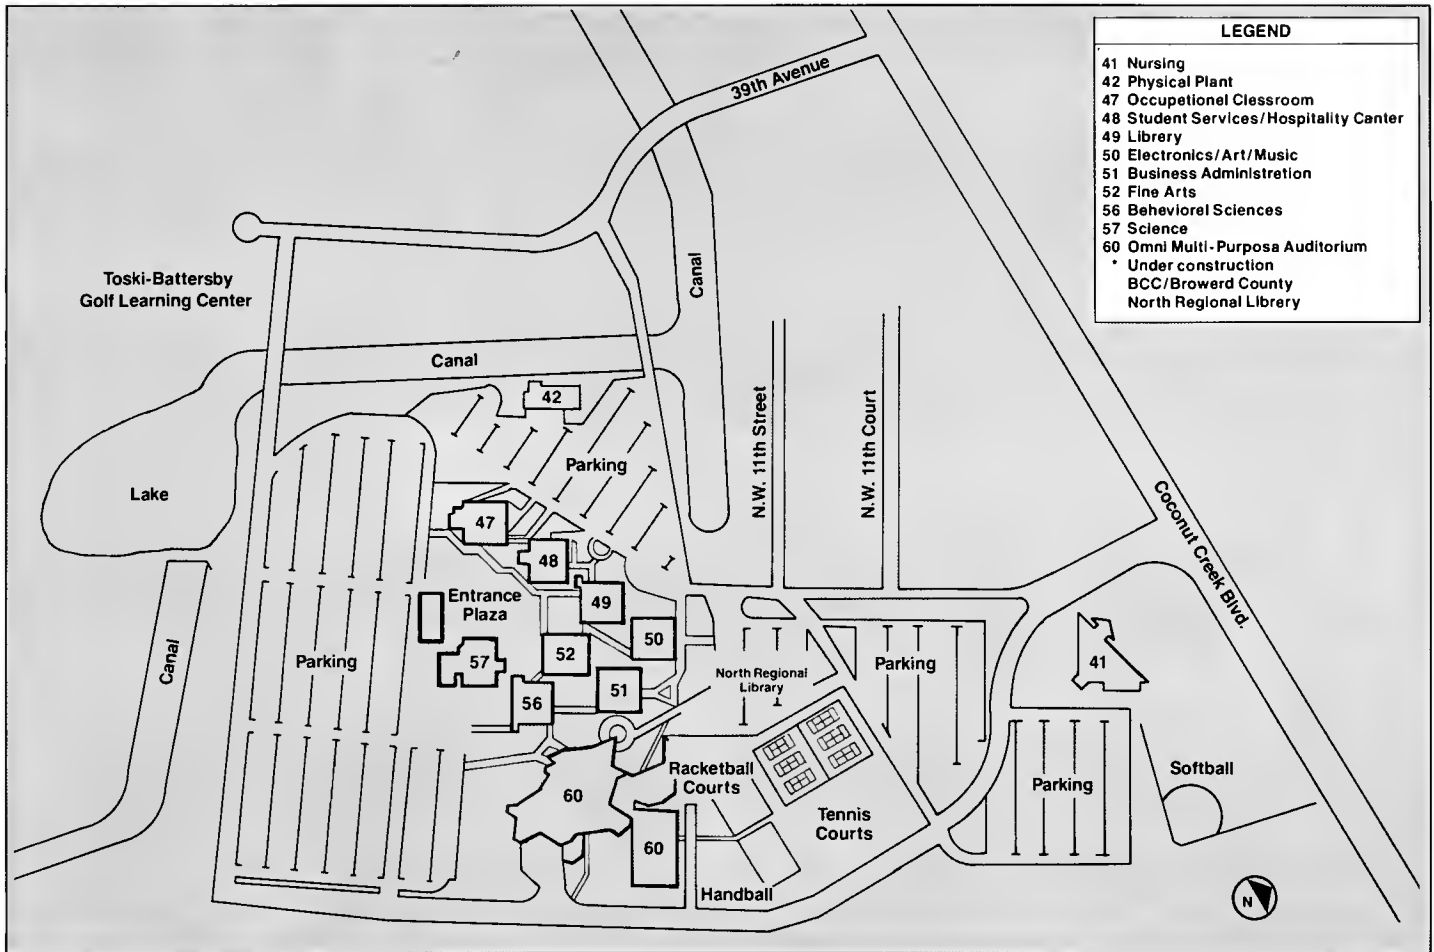 LEGEND
41 Nursing
42 Physical Plant
47 Occupetionel Clessroom
48 Student Services/Hospitality Canter
49 Librery
50 Electronics/Art/Music
51 Business Administretion
52 Fine Arts
56 Beheviorel Sciences
57 Science
60 Omni Multi-Purposa Auditorium
* Under construction
BCC/Browerd County
North Regional Librery
39th Avenue
Canal
Toski-Battersby
Golf Learning Center
Canal
42
N.W. 11th Street
N.W. 11th Court
Coconut Creek Blvd.
Parking
Lake
47
48
Entrance
Plaza
49
50
Canal
Parking
57
52
51
56
North Regional
Library
Parking
41
60
Racketball
Courts
Tennis
Courts
Parking
Softball
60
Handball
N